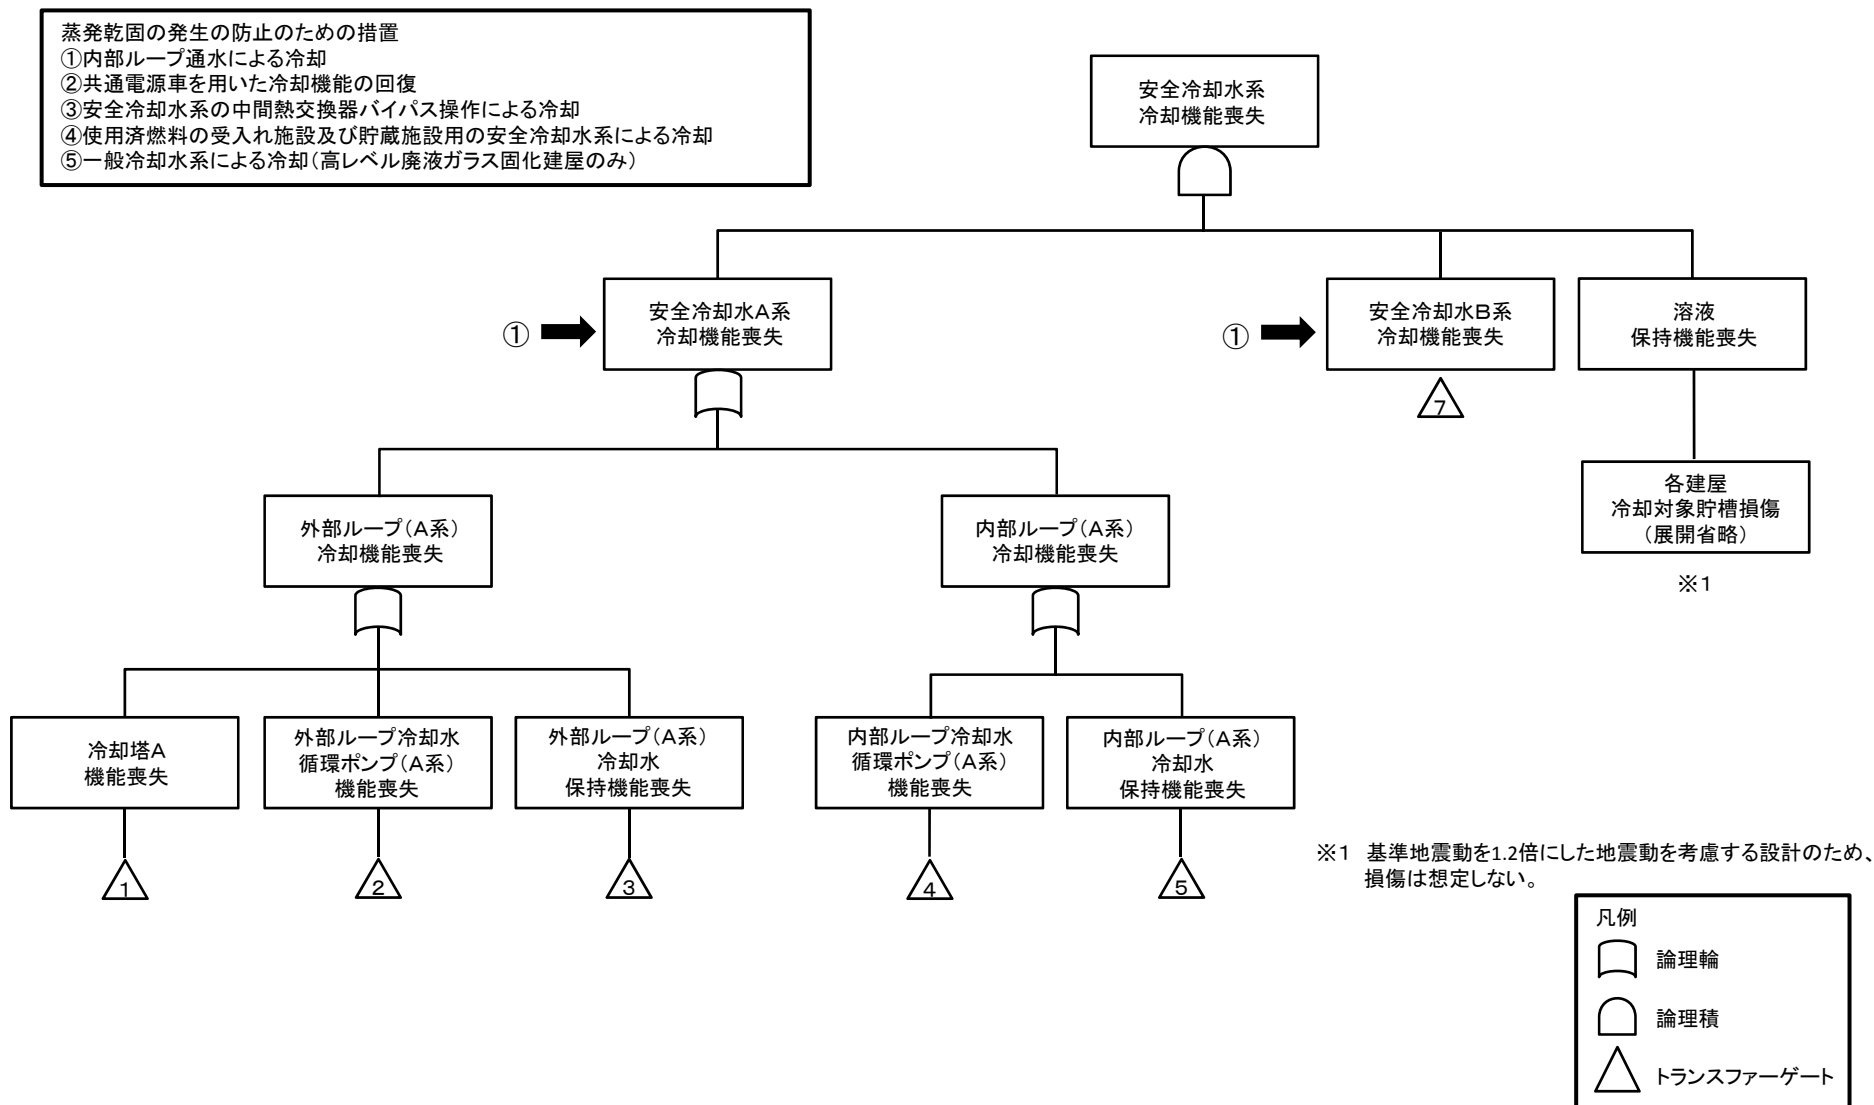 蒸発乾固の発生の防止のための措置
①内部ループ通水による冷却
②共通電源車を用いた冷却機能の回復
③安全冷却水系の中間熱交換器バイパス操作による冷却
④使用済燃料の受入れ施設及び貯蔵施設用の安全冷却水系による冷却
⑤一般冷却水系による冷却(高レベル廃液ガラス固化建屋のみ)
安全冷却水系
冷却機能喪失
①
安全冷却水A系
冷却機能喪失
①
安全冷却水B系
冷却機能喪失
7
溶液
保持機能喪失
各建屋
冷却対象貯槽損傷
(展開省略)
※1
外部ループ(A系)
冷却機能喪失
内部ループ(A系)
冷却機能喪失
冷却塔A
機能喪失
外部ループ冷却水
循環ポンプ(A系)
機能喪失
外部ループ(A系)
冷却水
保持機能喪失
内部ループ冷却水
循環ポンプ(A系)
機能喪失
内部ループ(A系)
冷却水
保持機能喪失
1
2
3
4
5
※1 基準地震動を1.2倍にした地震動を考慮する設計のため、
損傷は想定しない。
凡例
論理輪
論理積
トランスファーゲート